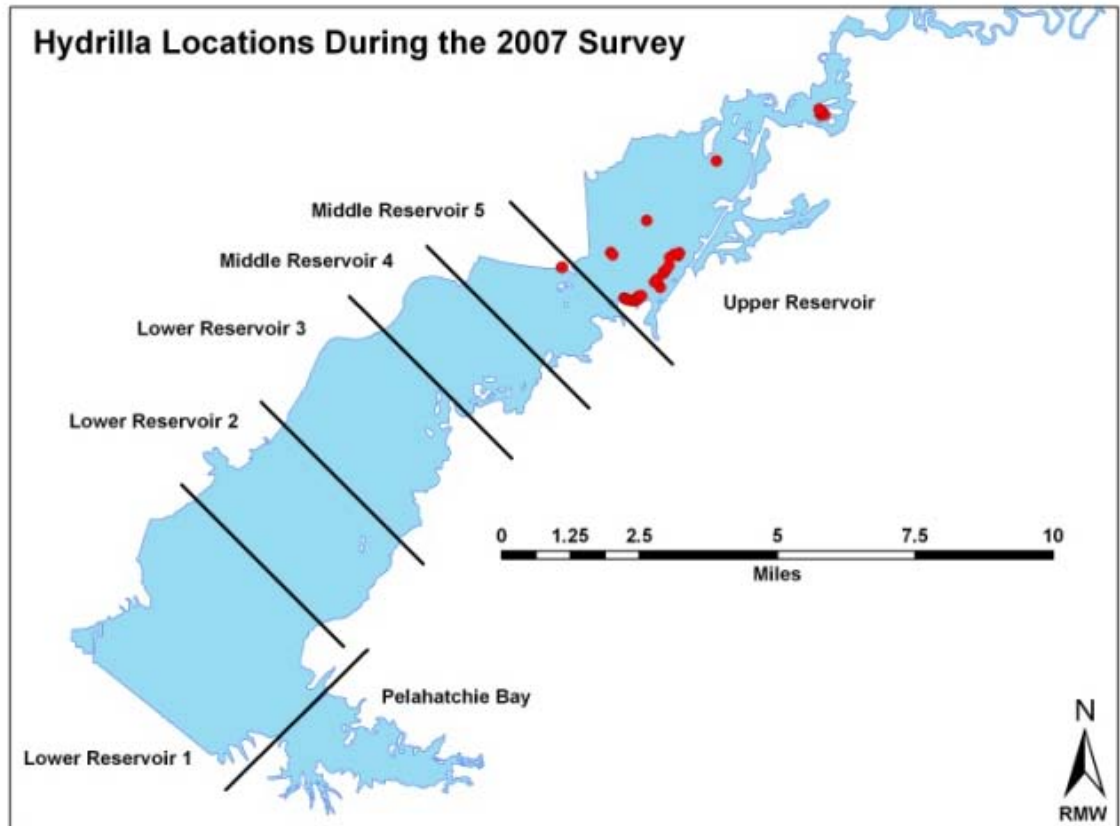 Hydrilla Locations During the 2007 Survey
Middle Reservoir 5
Middle Reservoir 4
Lower Reservoir 3
Upper Reservoir
Lower Reservoir 2
0 1.25 2.5 5 7.5 10
Miles
Pelahatchie Bay
Lower Reservoir 1
N
RMW